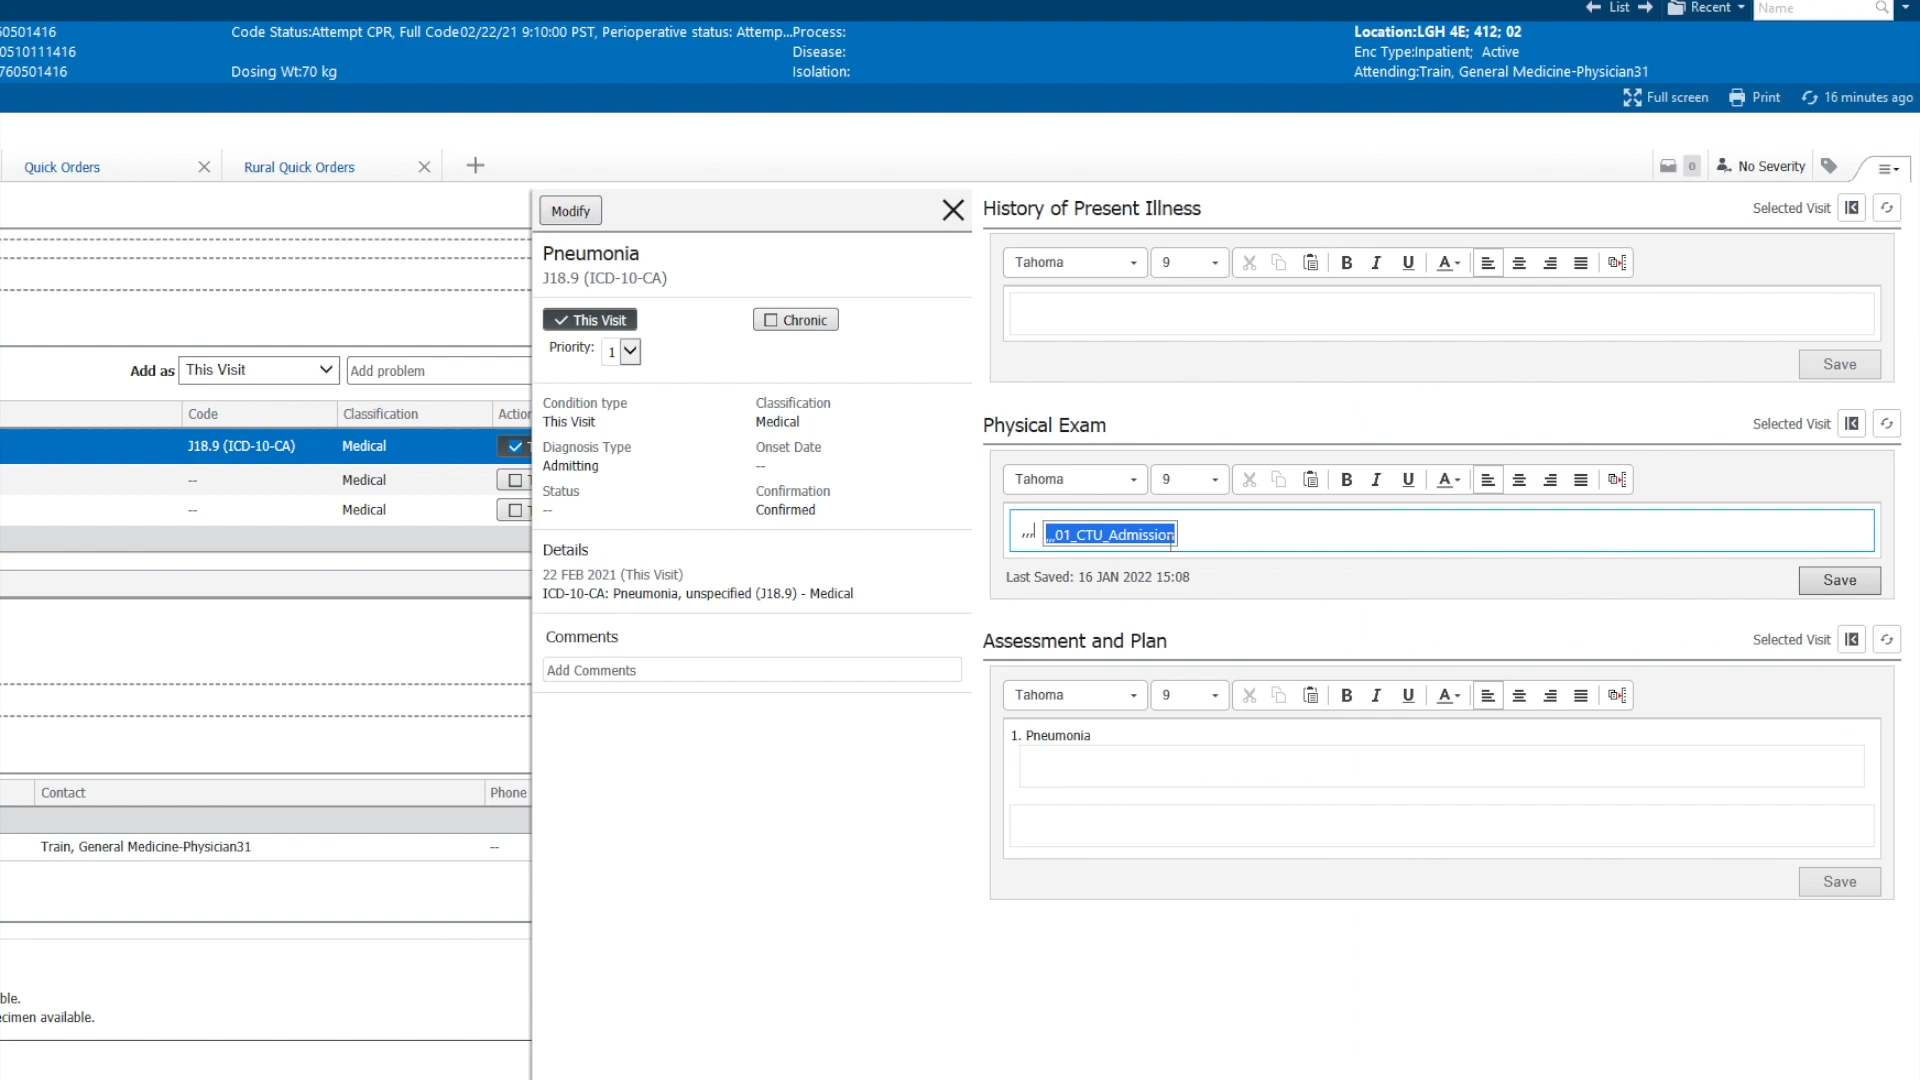 List
Recent
Name
60501416
0510111416
760501416
Code Status:Attempt CPR, Full Code02/22/21 9:10:00 PST, Perioperative status: Attemp...
Dosing Wt:70 kg
Process:
Disease:
Isolation:
Location:LGH 4E; 412; 02
Enc Type:Inpatient; Active
Attending:Train, General Medicine-Physician31
Full screen
Print
16 minutes ago
Quick Orders
Rural Quick Orders
0
No Severity
Add as
This Visit
Add problem
Code
Classification
Action
J18.9 (ICD-10-CA)
Medical
--
Medical
--
Medical
Contact
Phone
Train, General Medicine-Physician31
--
ble.
ecimen available.
Modify
Pneumonia
J18.9 (ICD-10-CA)
This Visit
Chronic
Priority:
1
Condition type
This Visit
Classification
Medical
Diagnosis Type
Admitting
Onset Date
--
Status
--
Confirmation
Confirmed
Details
22 FEB 2021 (This Visit)
ICD-10-CA: Pneumonia, unspecified (J18.9) - Medical
Comments
Add Comments
History of Present Illness
Selected Visit
Tahoma
9
B I U A
Save
Physical Exam
Selected Visit
Tahoma
9
B I U A
,,,
,,,01_CTU_Admission
Last Saved: 16 JAN 2022 15:08
Save
Assessment and Plan
Selected Visit
Tahoma
9
B I U A
1. Pneumonia
Save